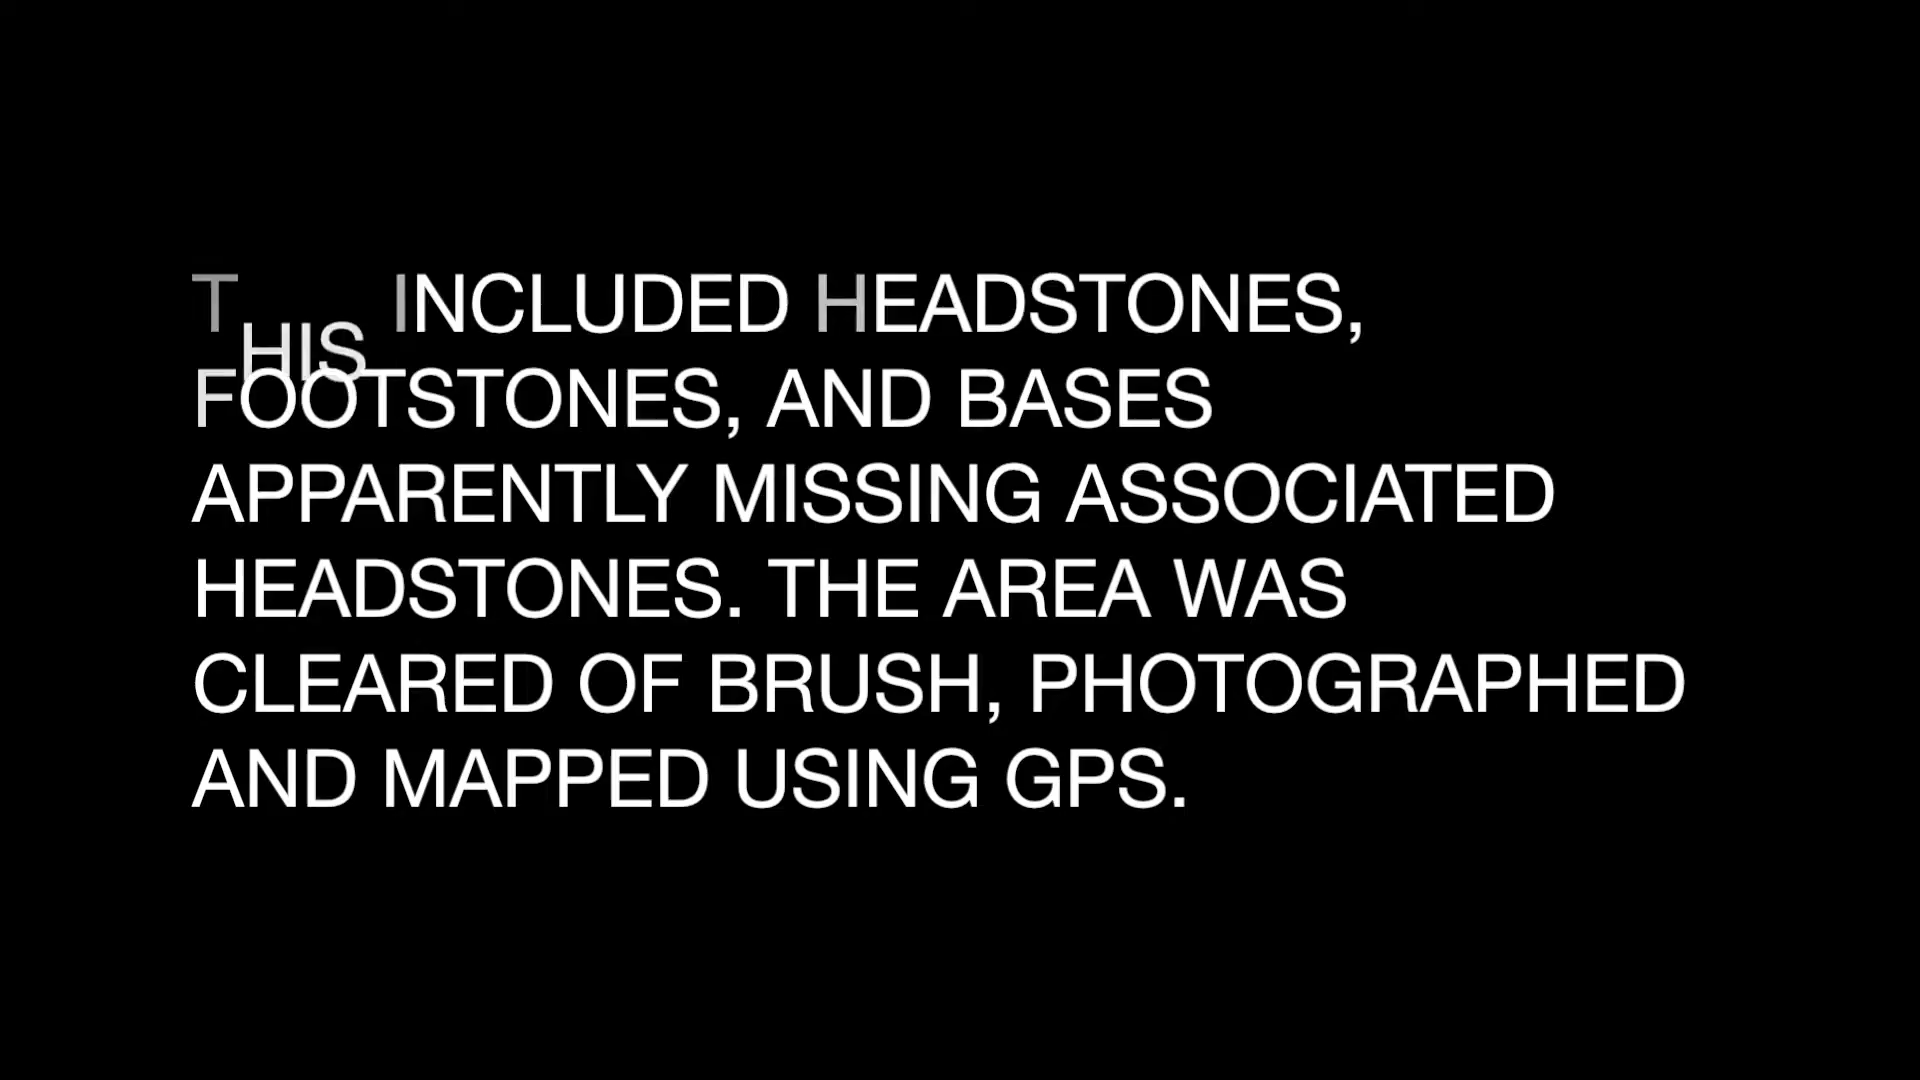 THIS INCLUDED HEADSTONES,
FOOTSTONES, AND BASES
APPARENTLY MISSING ASSOCIATED
HEADSTONES. THE AREA WAS
CLEARED OF BRUSH, PHOTOGRAPHED
AND MAPPED USING GPS.